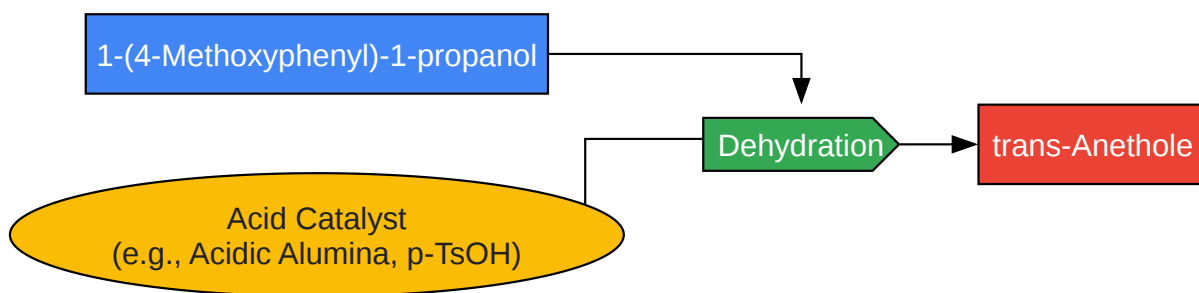 1-(4-Methoxyphenyl)-1-propanol
Dehydration
trans-Anethole
Acid Catalyst
(e.g., Acidic Alumina, p-TsOH)